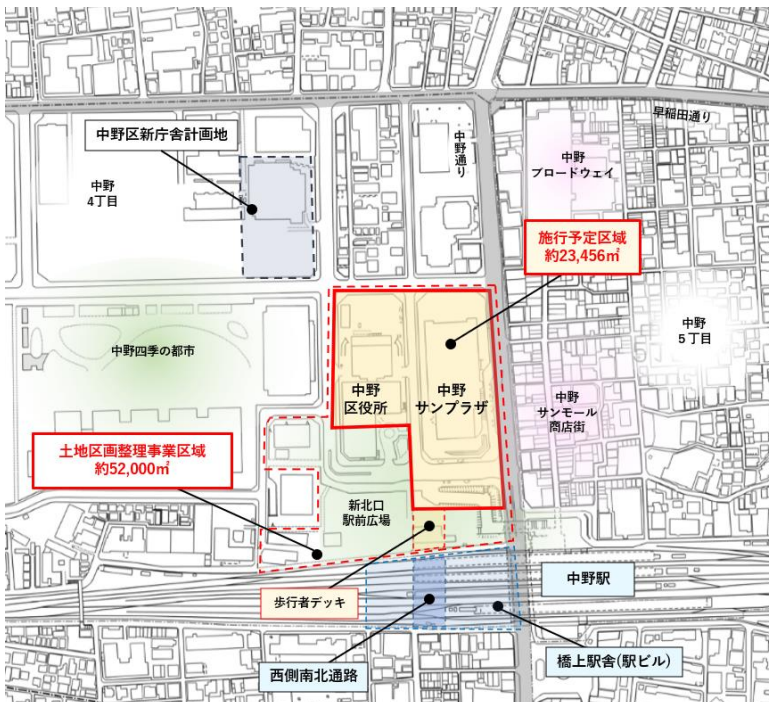 早稲田通り
中野区新庁舎計画地
中野通り
中野
ブロードウェイ
中野
4丁目
施行予定区域
約23,456㎡
中野
5丁目
中野四季の都市
中野
区役所
中野
サンプラザ
中野
サンモール
商店街
土地区画整理事業区域
約52,000㎡
新北口
駅前広場
中野駅
歩行者デッキ
西側南北通路
橋上駅舎(駅ビル)